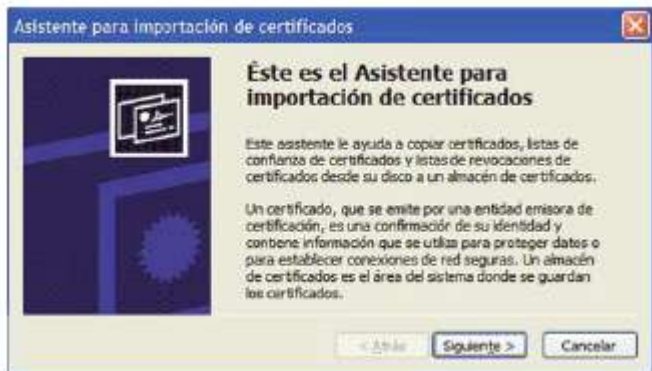 Asistente para importación de certificados
Éste es el Asistente para
importación de certificados
Este asistente le ayuda a copiar certificados, listas de
confianza de certificados y listas de revocaciones de
certificados desde su disco a un almacén de certificados.
Un certificado, que se emite por una entidad emisora de
certificación, es una confirmación de su identidad y
contiene información que se utiliza para proteger datos o
para establecer conexiones de red seguras. Un almacén
de certificados es el área del sistema donde se guardan
los certificados.
< Atrás Siguiente > Cancelar